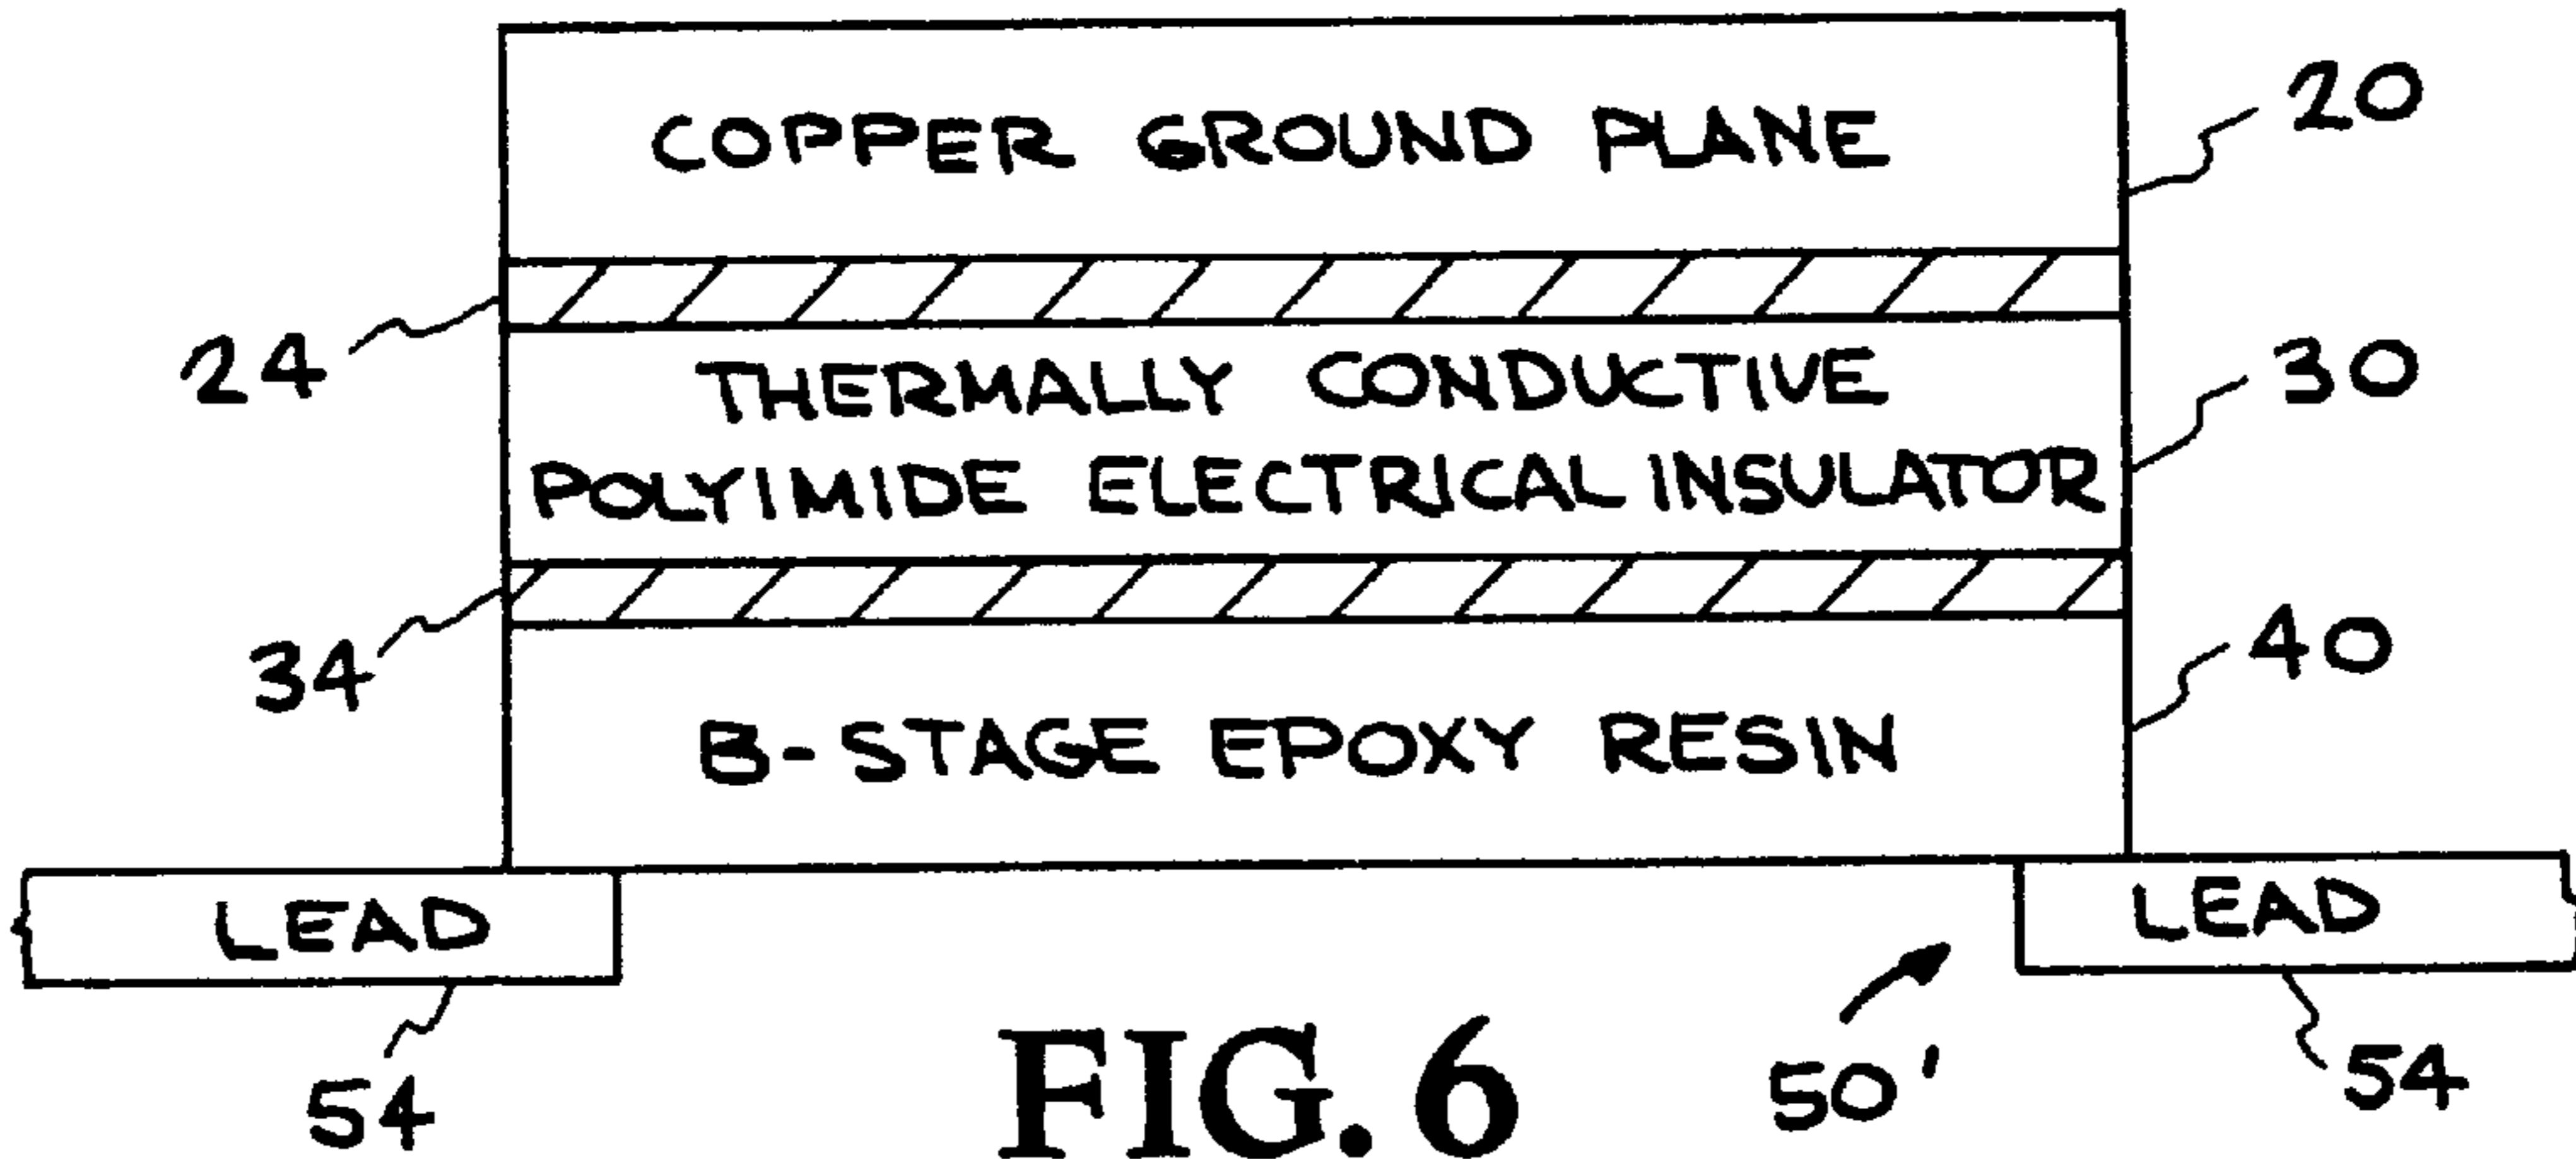 COPPER GROUND PLANE
20
24
THERMALLY CONDUCTIVE
POLYIMIDE ELECTRICAL INSULATOR
30
34
B-STAGE EPOXY RESIN
40
LEAD
LEAD
54
FIG. 6
50'
54